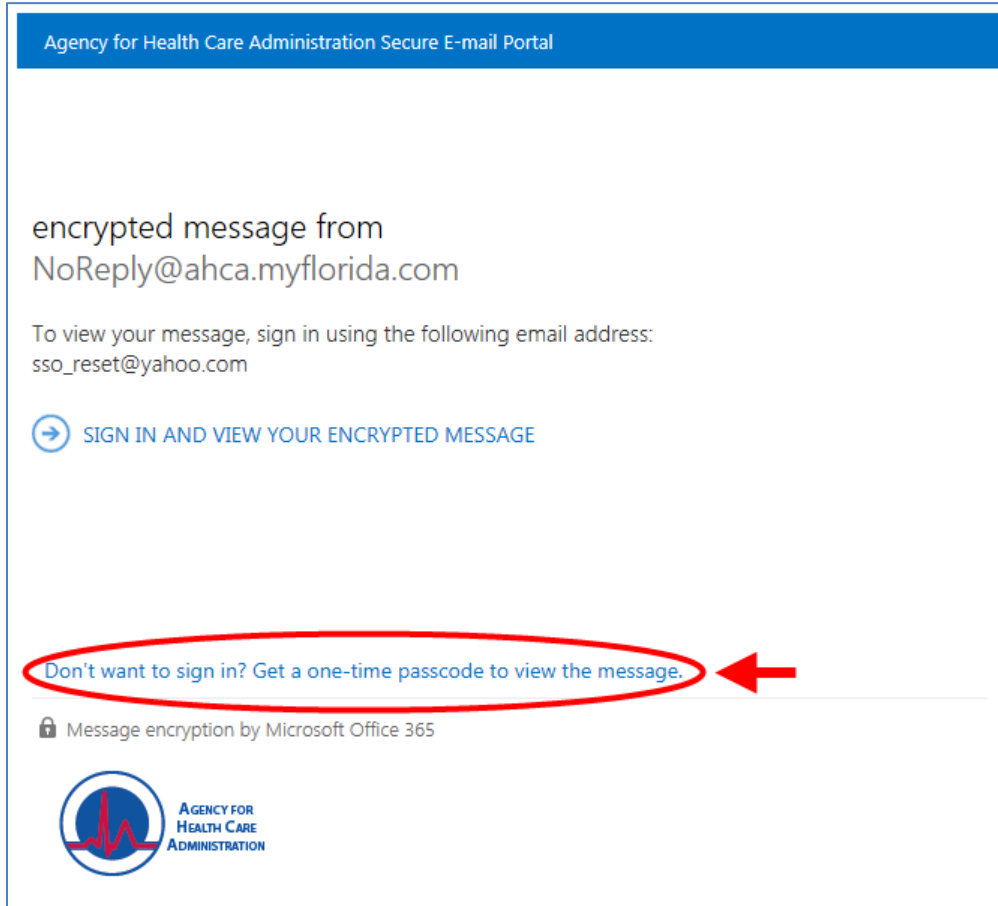 Agency for Health Care Administration Secure E-mail Portal
encrypted message from
NoReply@ahca.myflorida.com
To view your message, sign in using the following email address:
sso_reset@yahoo.com
SIGN IN AND VIEW YOUR ENCRYPTED MESSAGE
Don't want to sign in? Get a one-time passcode to view the message.
Message encryption by Microsoft Office 365
AGENCY FOR
HEALTH CARE
ADMINISTRATION